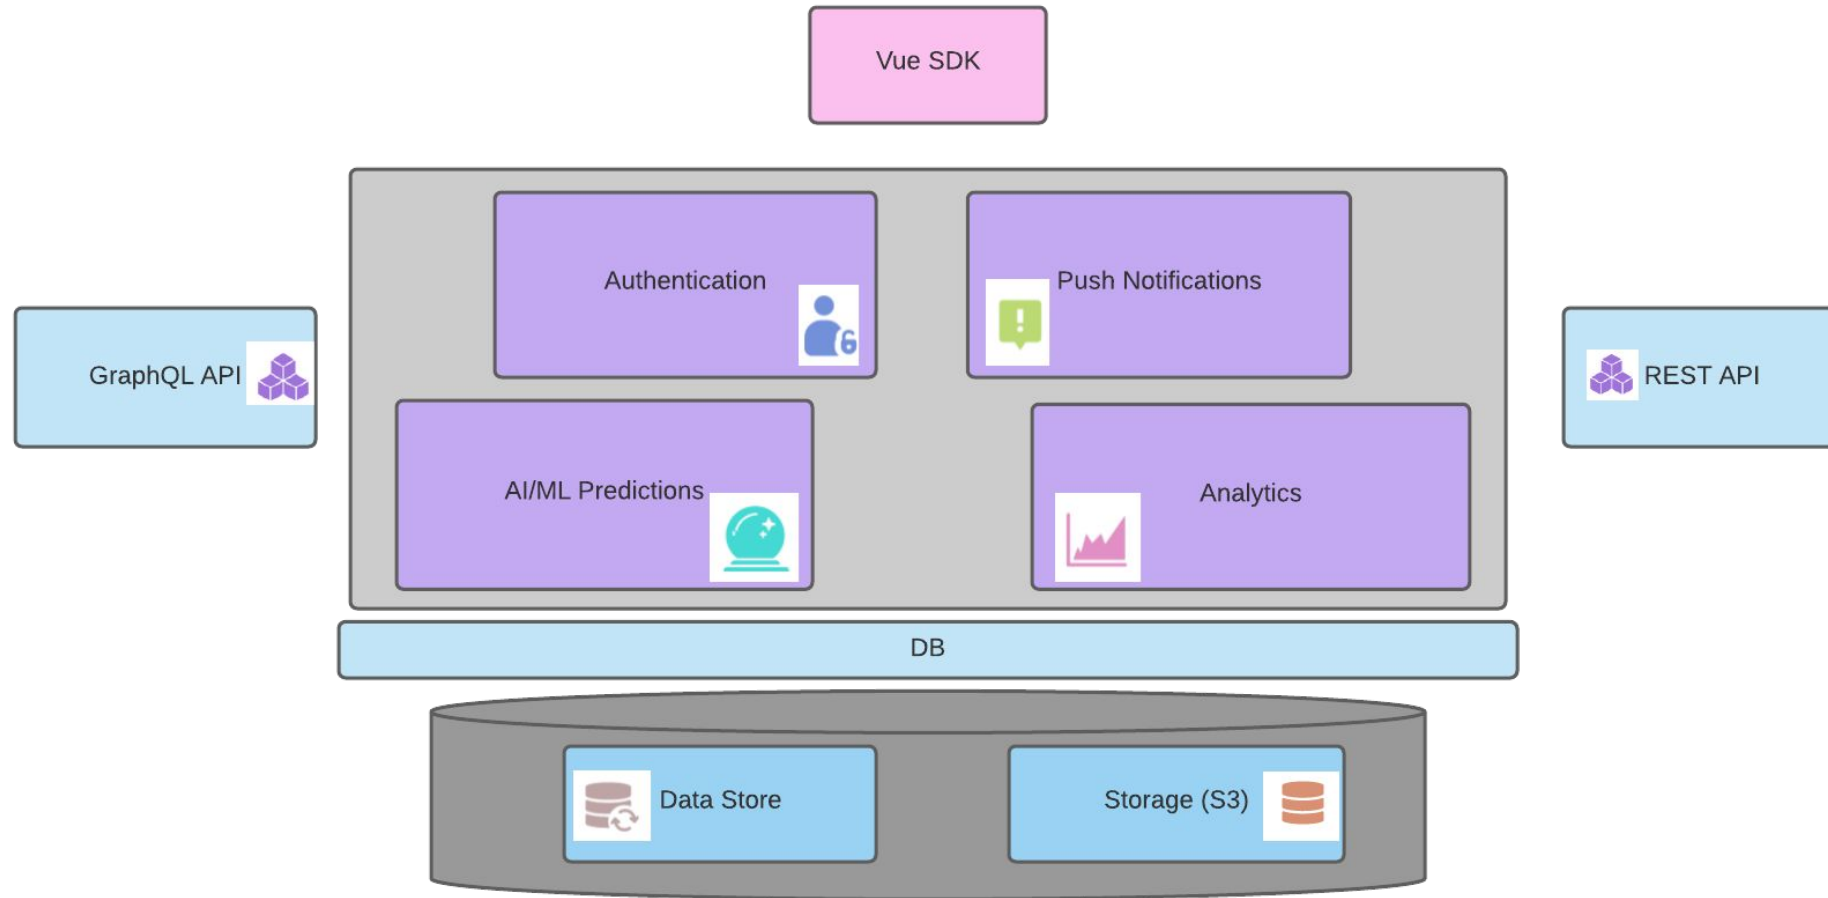 Vue SDK
Authentication
Push Notifications
GraphQL API
REST API
AI/ML Predictions
Analytics
DB
Data Store
Storage (S3)